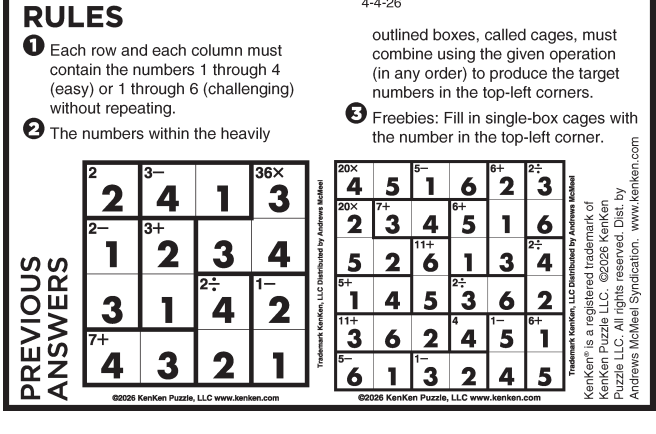 4-4-26
RULES
1 Each row and each column must
contain the numbers 1 through 4
(easy) or 1 through 6 (challenging)
without repeating.
2 The numbers within the heavily
outlined boxes, called cages, must
combine using the given operation
(in any order) to produce the target
numbers in the top-left corners.
3 Freebies: Fill in single-box cages with
the number in the top-left corner.
PREVIOUS
ANSWERS
2 3− 36×
2 4 1 3
2− 3+
1 2 3 4
2÷ 1−
3 1 4 2
7+
4 3 2 1
©2026 KenKen Puzzle, LLC www.kenken.com
Trademark KenKen, LLC Distributed by Andrews McMeel
20× 5− 6+ 2÷
4 5 1 6 2 3
20× 7+ 6+
2 3 4 5 1 6
11+ 2÷
5 2 6 1 3 4
5+ 2÷
1 4 5 3 6 2
11+ 4 1− 6+
3 6 2 4 5 1
5− 1−
6 1 3 2 4 5
©2026 KenKen Puzzle, LLC www.kenken.com
Trademark KenKen, LLC Distributed by Andrews McMeel
KenKen® is a registered trademark of
KenKen Puzzle LLC. ©2026 KenKen
Puzzle LLC. All rights reserved. Dist. by
Andrews McMeel Syndication. www.kenken.com